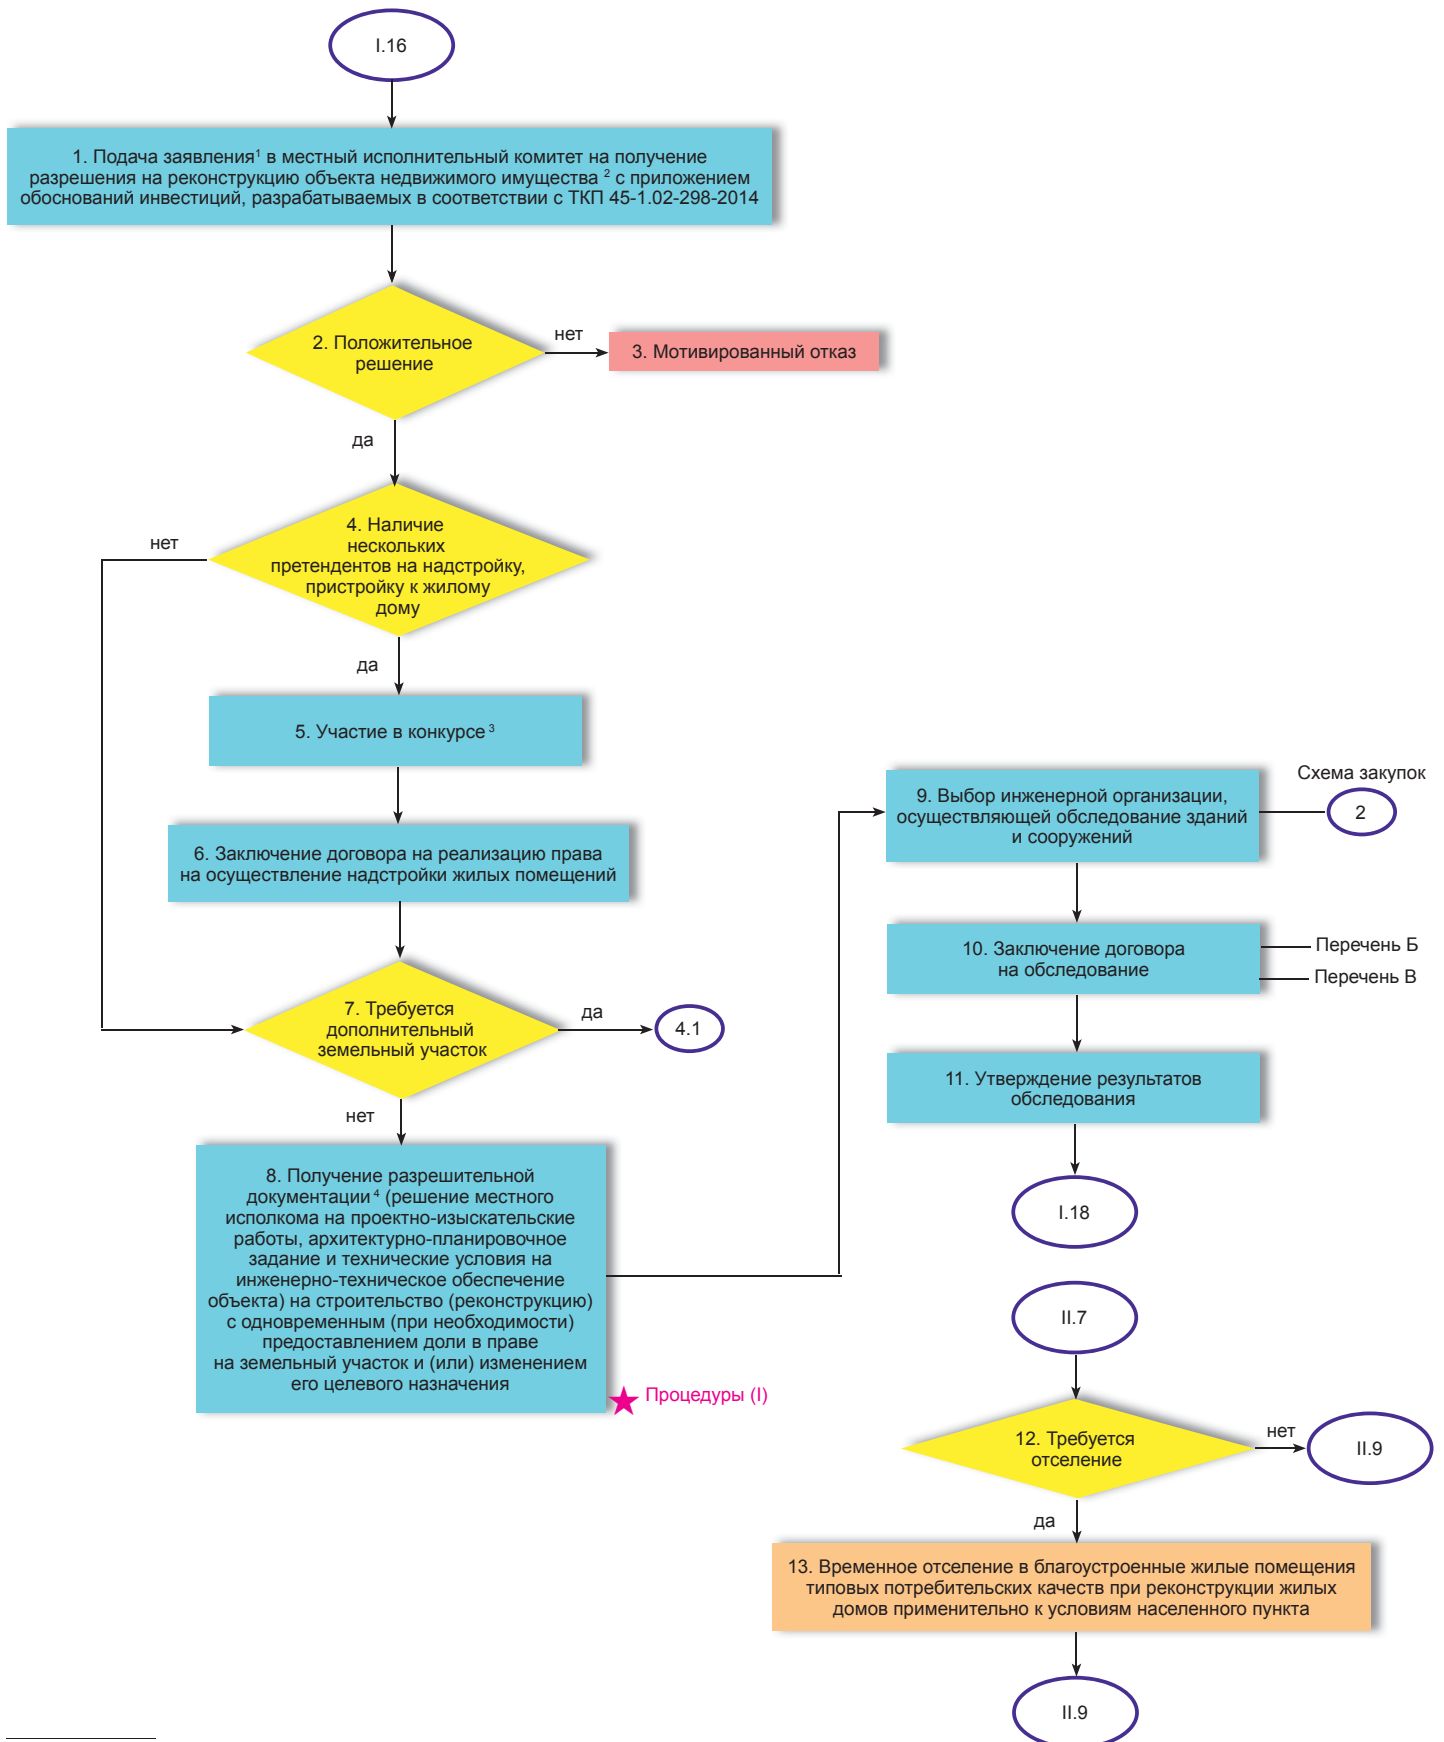 I.16
1. Подача заявления¹ в местный исполнительный комитет на получение
разрешения на реконструкцию объекта недвижимого имущества ² с приложением
обоснований инвестиций, разрабатываемых в соответствии с ТКП 45-1.02-298-2014
2. Положительное
решение
нет
3. Мотивированный отказ
да
4. Наличие
нескольких
претендентов на надстройку,
пристройку к жилому
дому
нет
да
5. Участие в конкурсе ³
6. Заключение договора на реализацию права
на осуществление надстройки жилых помещений
7. Требуется
дополнительный
земельный участок
да
4.1
нет
8. Получение разрешительной
документации ⁴ (решение местного
исполкома на проектно-изыскательские
работы, архитектурно-планировочное
задание и технические условия на
инженерно-техническое обеспечение
объекта) на строительство (реконструкцию)
с одновременным (при необходимости)
предоставлением доли в праве
на земельный участок и (или) изменением
его целевого назначения
Процедуры (I)
9. Выбор инженерной организации,
осуществляющей обследование зданий
и сооружений
Схема закупок
2
10. Заключение договора
на обследование
Перечень Б
Перечень В
11. Утверждение результатов
обследования
I.18
II.7
12. Требуется
отселение
нет
II.9
да
13. Временное отселение в благоустроенные жилые помещения
типовых потребительских качеств при реконструкции жилых
домов применительно к условиям населенного пункта
II.9